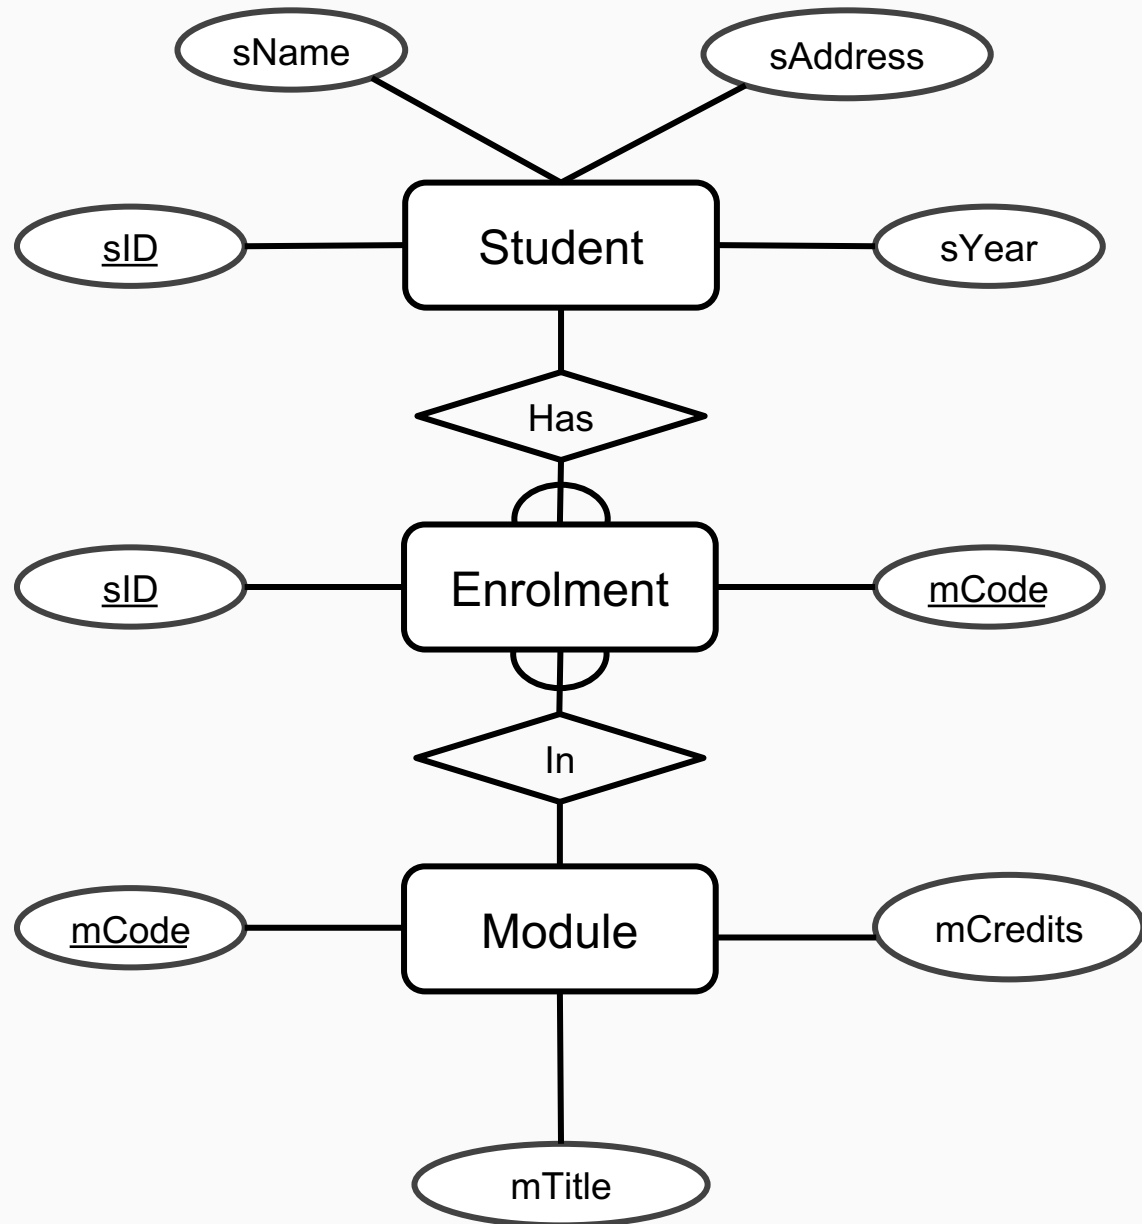 sName
sAddress
sID
Student
sYear
Has
sID
Enrolment
mCode
In
mCode
Module
mCredits
mTitle